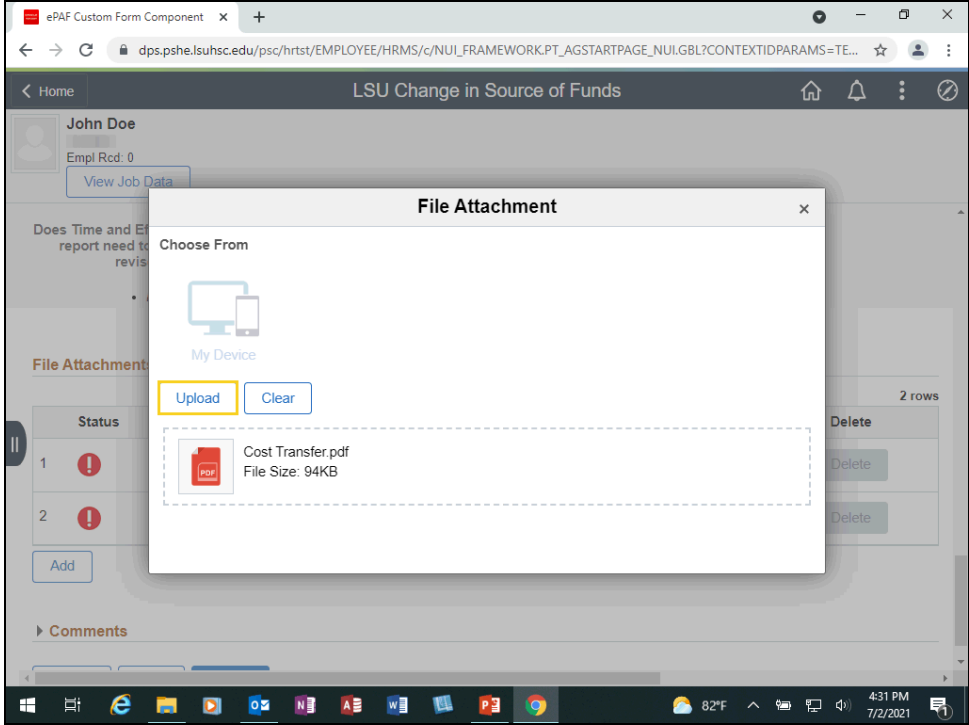 ePAF Custom Form Component
dps.pshe.lsuhsc.edu/psc/hrtst/EMPLOYEE/HRMS/c/NUI_FRAMEWORK.PT_AGSTARTPAGE_NUI.GBL?CONTEXTIDPARAMS=TE...
Home
LSU Change in Source of Funds
John Doe
Empl Rcd: 0
View Job Data
Does Time and Ef
report need to
revis
File Attachment
Choose From
My Device
Upload Clear
Cost Transfer.pdf
PDF
File Size: 94KB
File Attachment
2 rows
Status Delete
1 Delete
2 Delete
Add
Comments
82°F
4:31 PM
7/2/2021
1